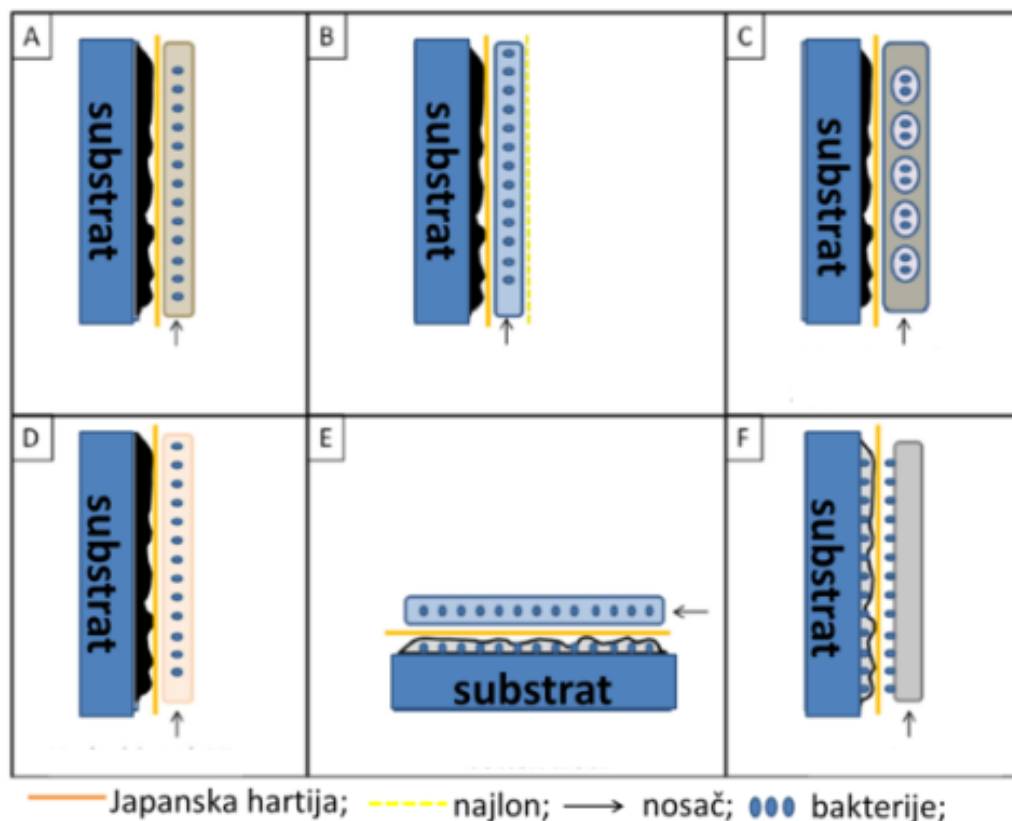 A
substrat
B
substrat
C
substrat
D
substrat
E
substrat
F
substrat
Japanska hartija; najlon; nosač; bakterije;